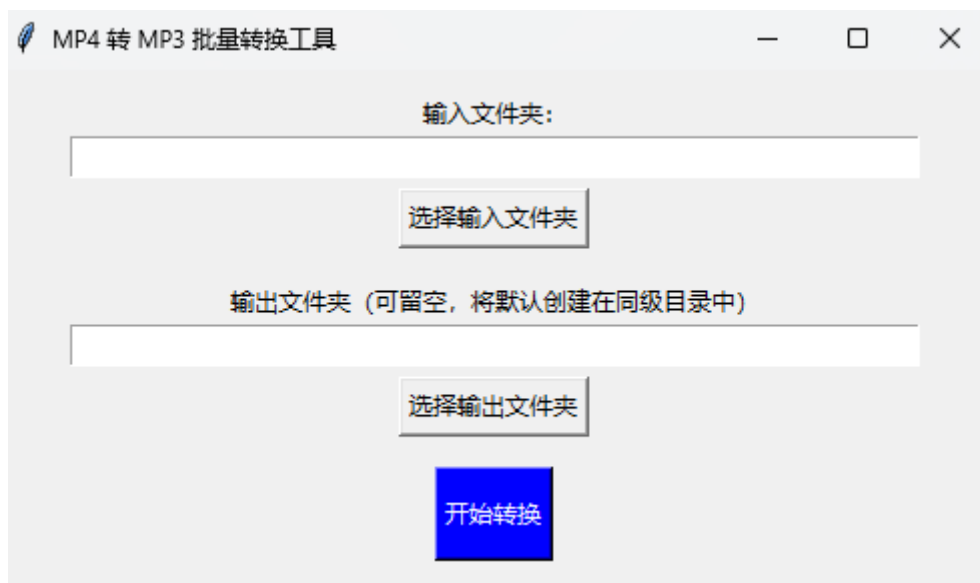 MP4 转 MP3 批量转换工具
输入文件夹：
选择输入文件夹
输出文件夹（可留空，将默认创建在同级目录中）
选择输出文件夹
开始转换